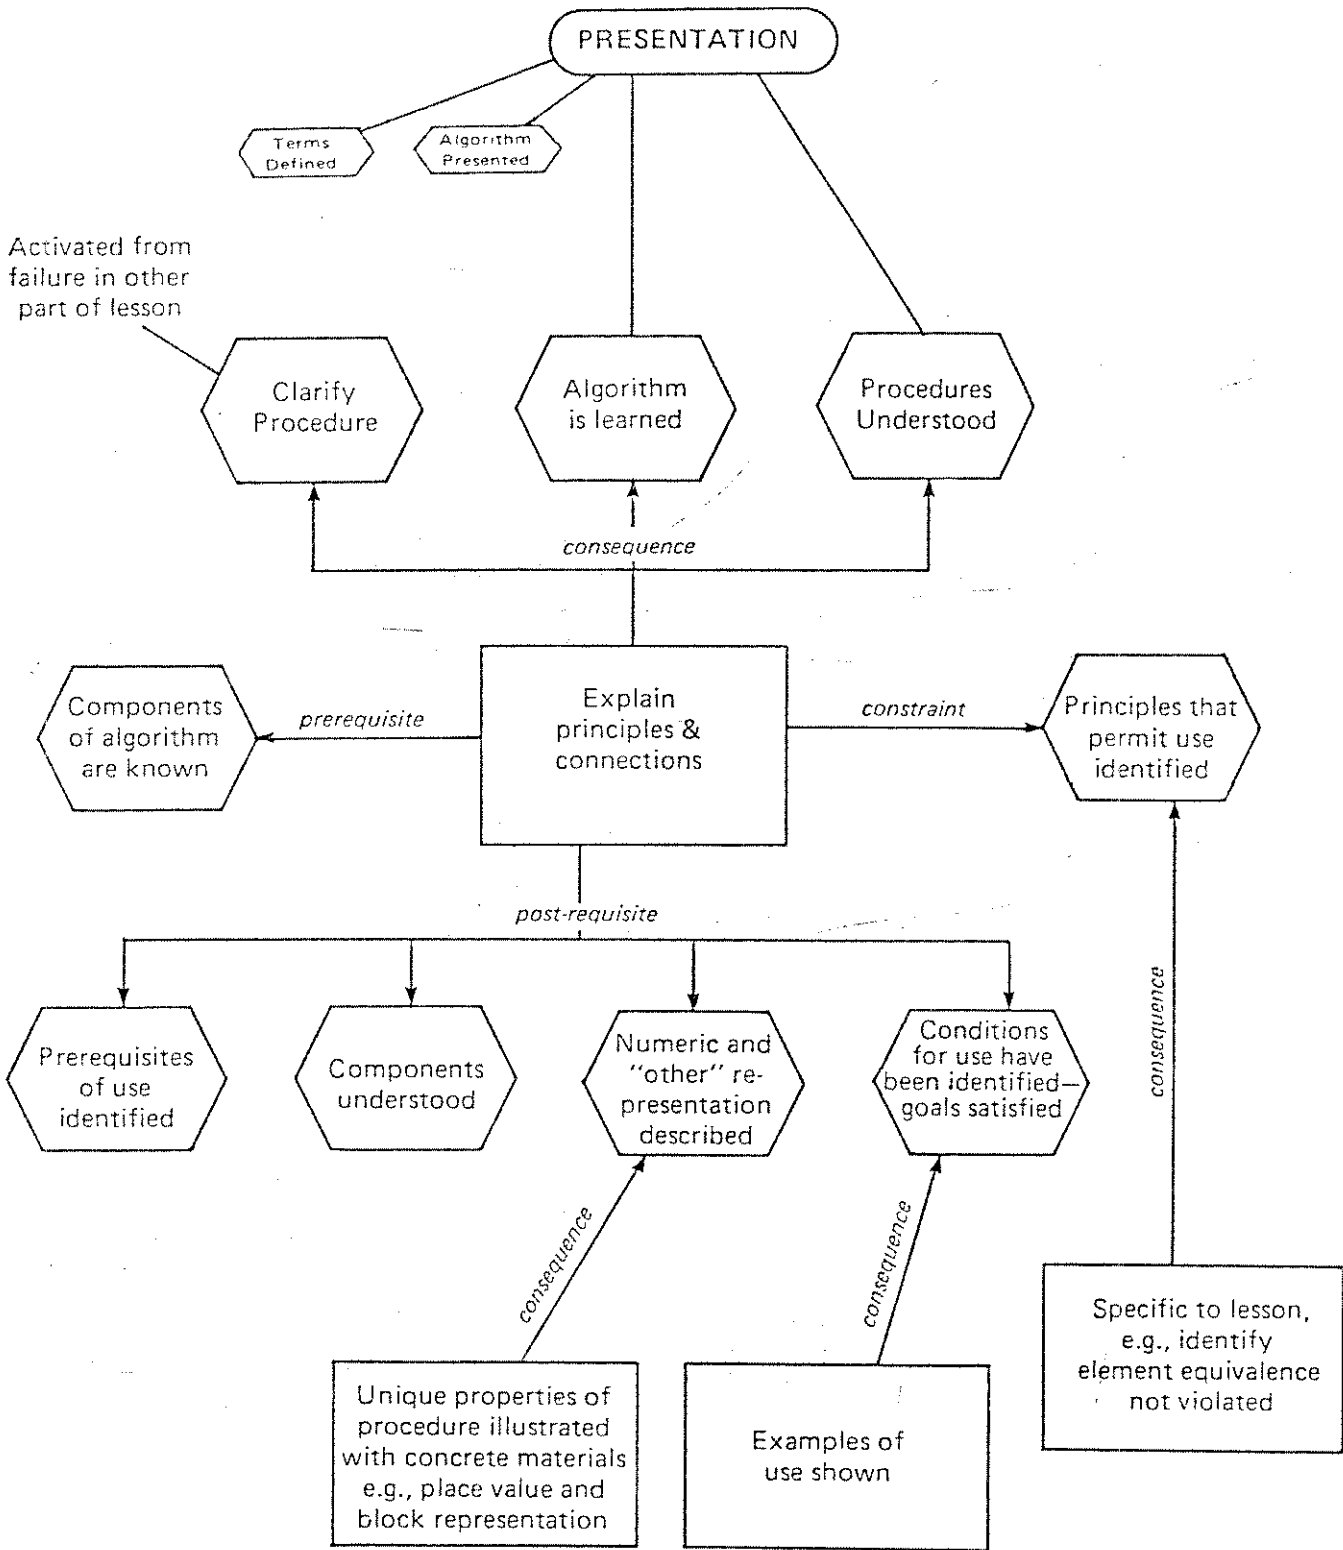 PRESENTATION
Terms
Defined
Algorithm
Presented
Activated from
failure in other
part of lesson
Clarify
Procedure
Algorithm
is learned
Procedures
Understood
consequence
Components
of algorithm
are known
prerequisite
Explain
principles &
connections
constraint
Principles that
permit use
identified
post-requisite
consequence
Prerequisites
of use
identified
Components
understood
Numeric and
"other" re-
presentation
described
Conditions
for use have
been identified—
goals satisfied
consequence
consequence
Unique properties of
procedure illustrated
with concrete materials
e.g., place value and
block representation
Examples of
use shown
Specific to lesson,
e.g., identify
element equivalence
not violated